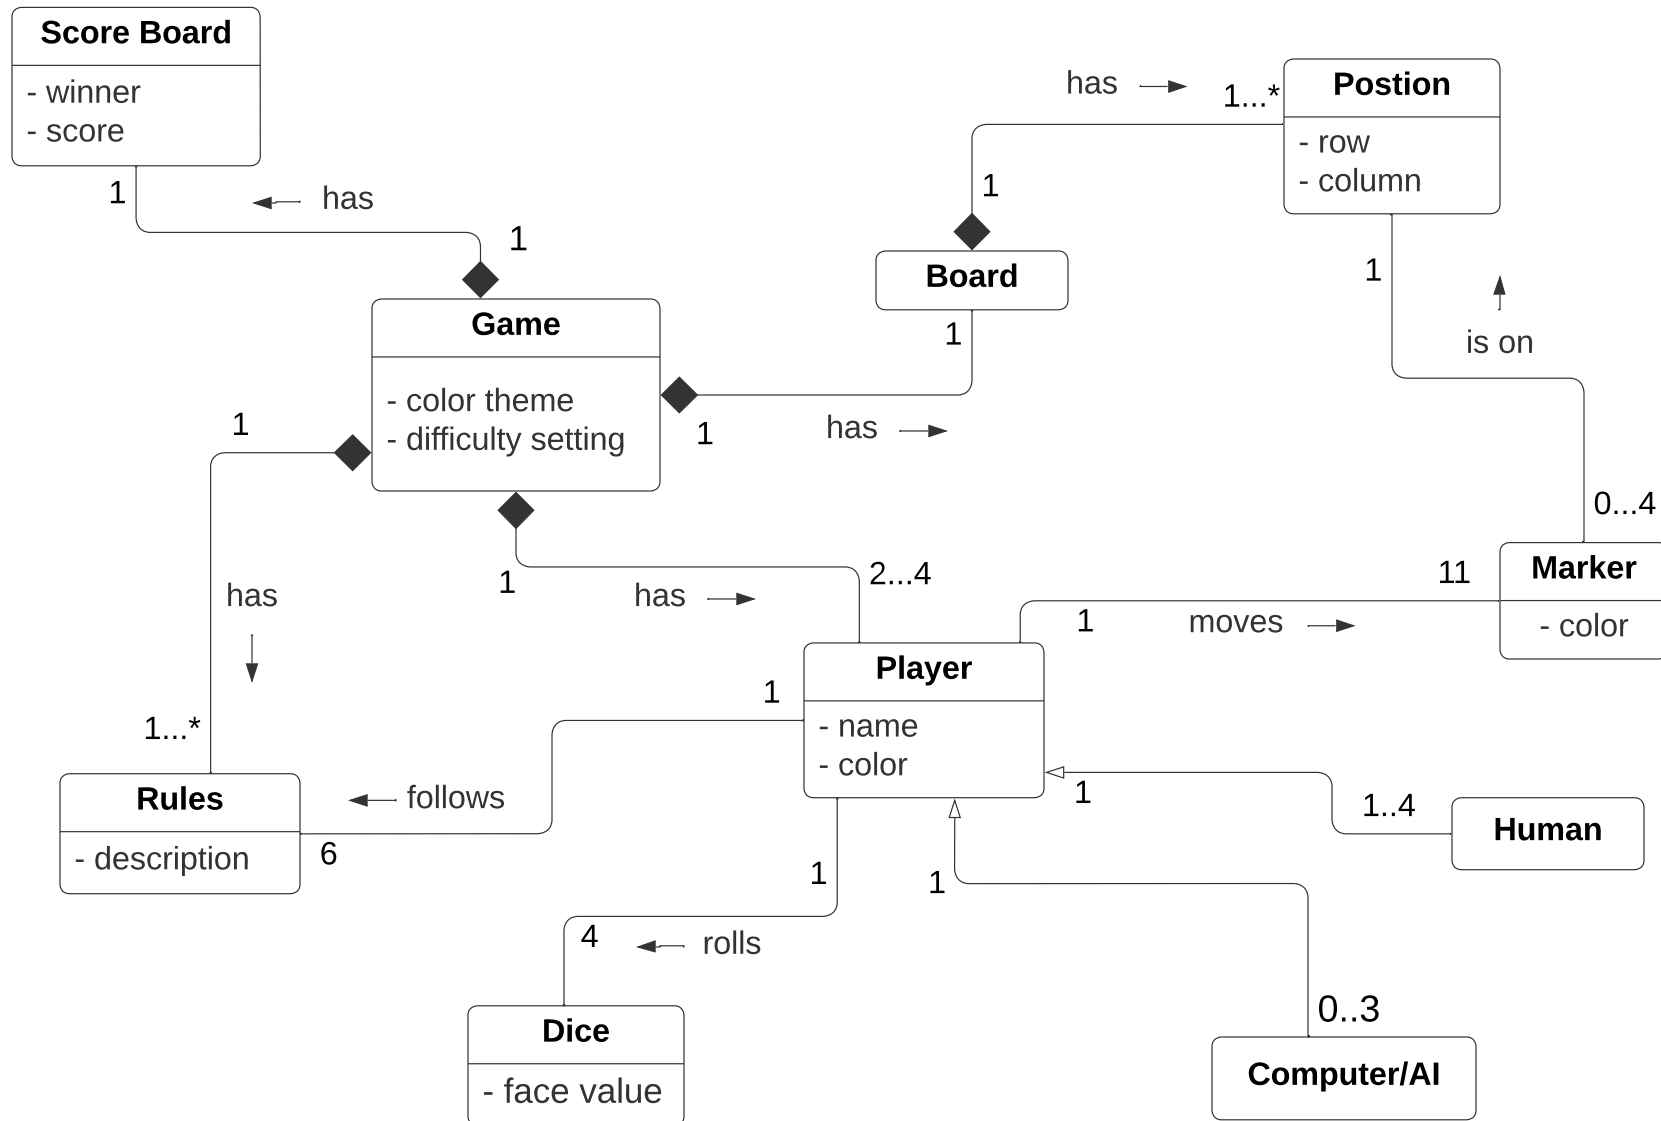 Score Board
- winner
- score
1
has
1
has
1...*
Postion
- row
- column
1
Board
1
1
is on
Game
- color theme
- difficulty setting
1
has
1
1
has
2...4
0...4
11
Marker
- color
1
moves
has
1...*
Player
- name
- color
1
Rules
- description
follows
6
1
1..4
Human
1
1
4
rolls
0..3
Dice
- face value
Computer/AI